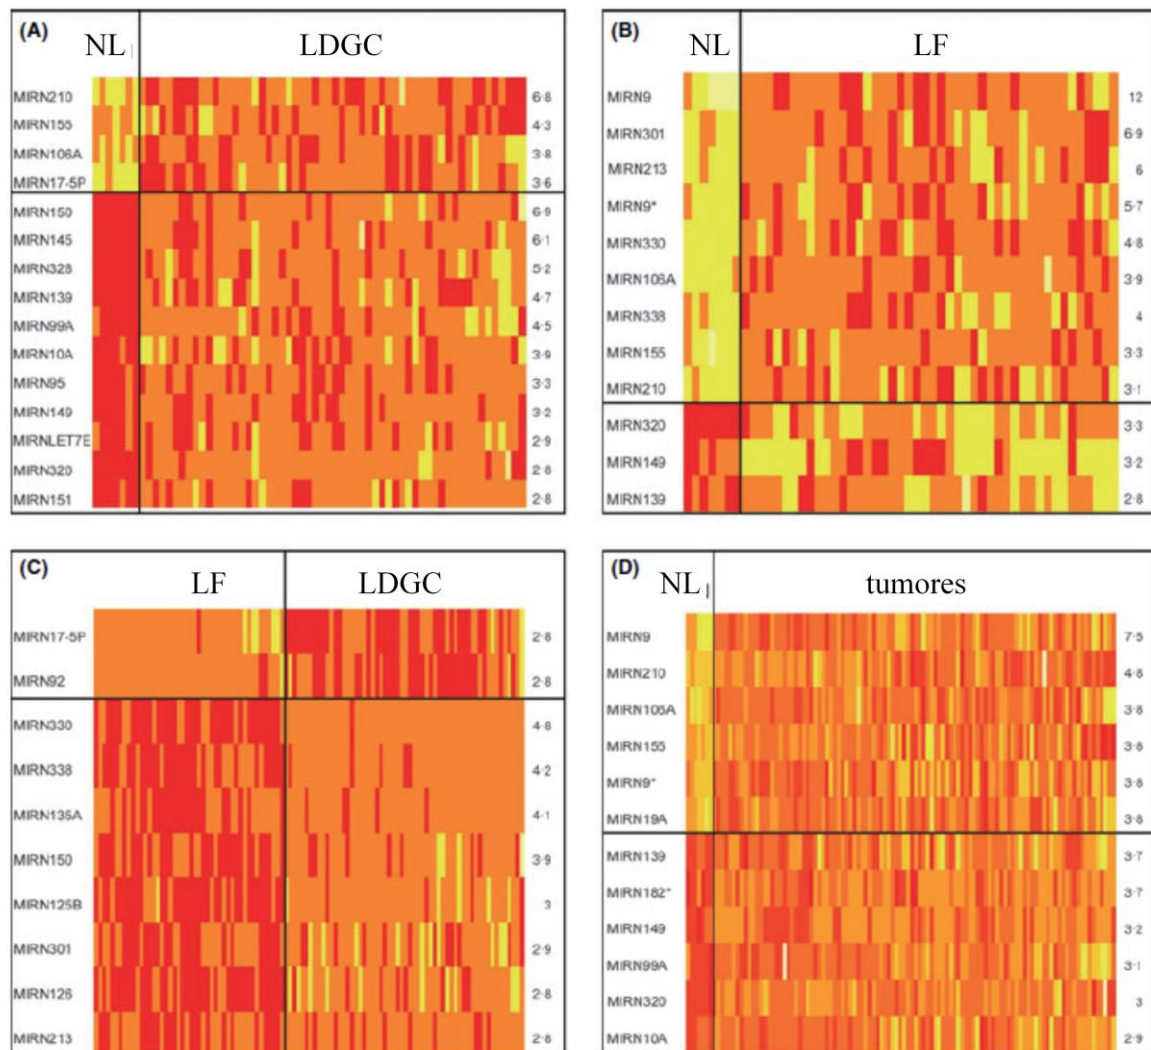 (A)
NL LDGC
MIRN210 6·8
MIRN155 4·3
MIRN106A 3·8
MIRN17-5P 3·6
MIRN150 6·9
MIRN145 6·1
MIRN328 5·2
MIRN139 4·7
MIRN99A 4·5
MIRN10A 3·9
MIRN95 3·3
MIRN149 3·2
MIRNLET7E 2·9
MIRN320 2·8
MIRN151 2·8
(B)
NL LF
MIRN9 12
MIRN301 6·9
MIRN213 6
MIRN9* 5·7
MIRN330 4·8
MIRN106A 3·9
MIRN338 4
MIRN155 3·3
MIRN210 3·1
MIRN320 3·3
MIRN149 3·2
MIRN139 2·8
(C)
LF LDGC
MIRN17-5P 2·8
MIRN92 2·8
MIRN330 4·8
MIRN338 4·2
MIRN135A 4·1
MIRN150 3·9
MIRN125B 3
MIRN301 2·9
MIRN126 2·8
MIRN213 2·8
(D)
NL tumores
MIRN9 7·5
MIRN210 4·8
MIRN106A 3·8
MIRN155 3·8
MIRN9* 3·8
MIRN19A 3·8
MIRN139 3·7
MIRN182* 3·7
MIRN149 3·2
MIRN99A 3·1
MIRN320 3
MIRN10A 2·9